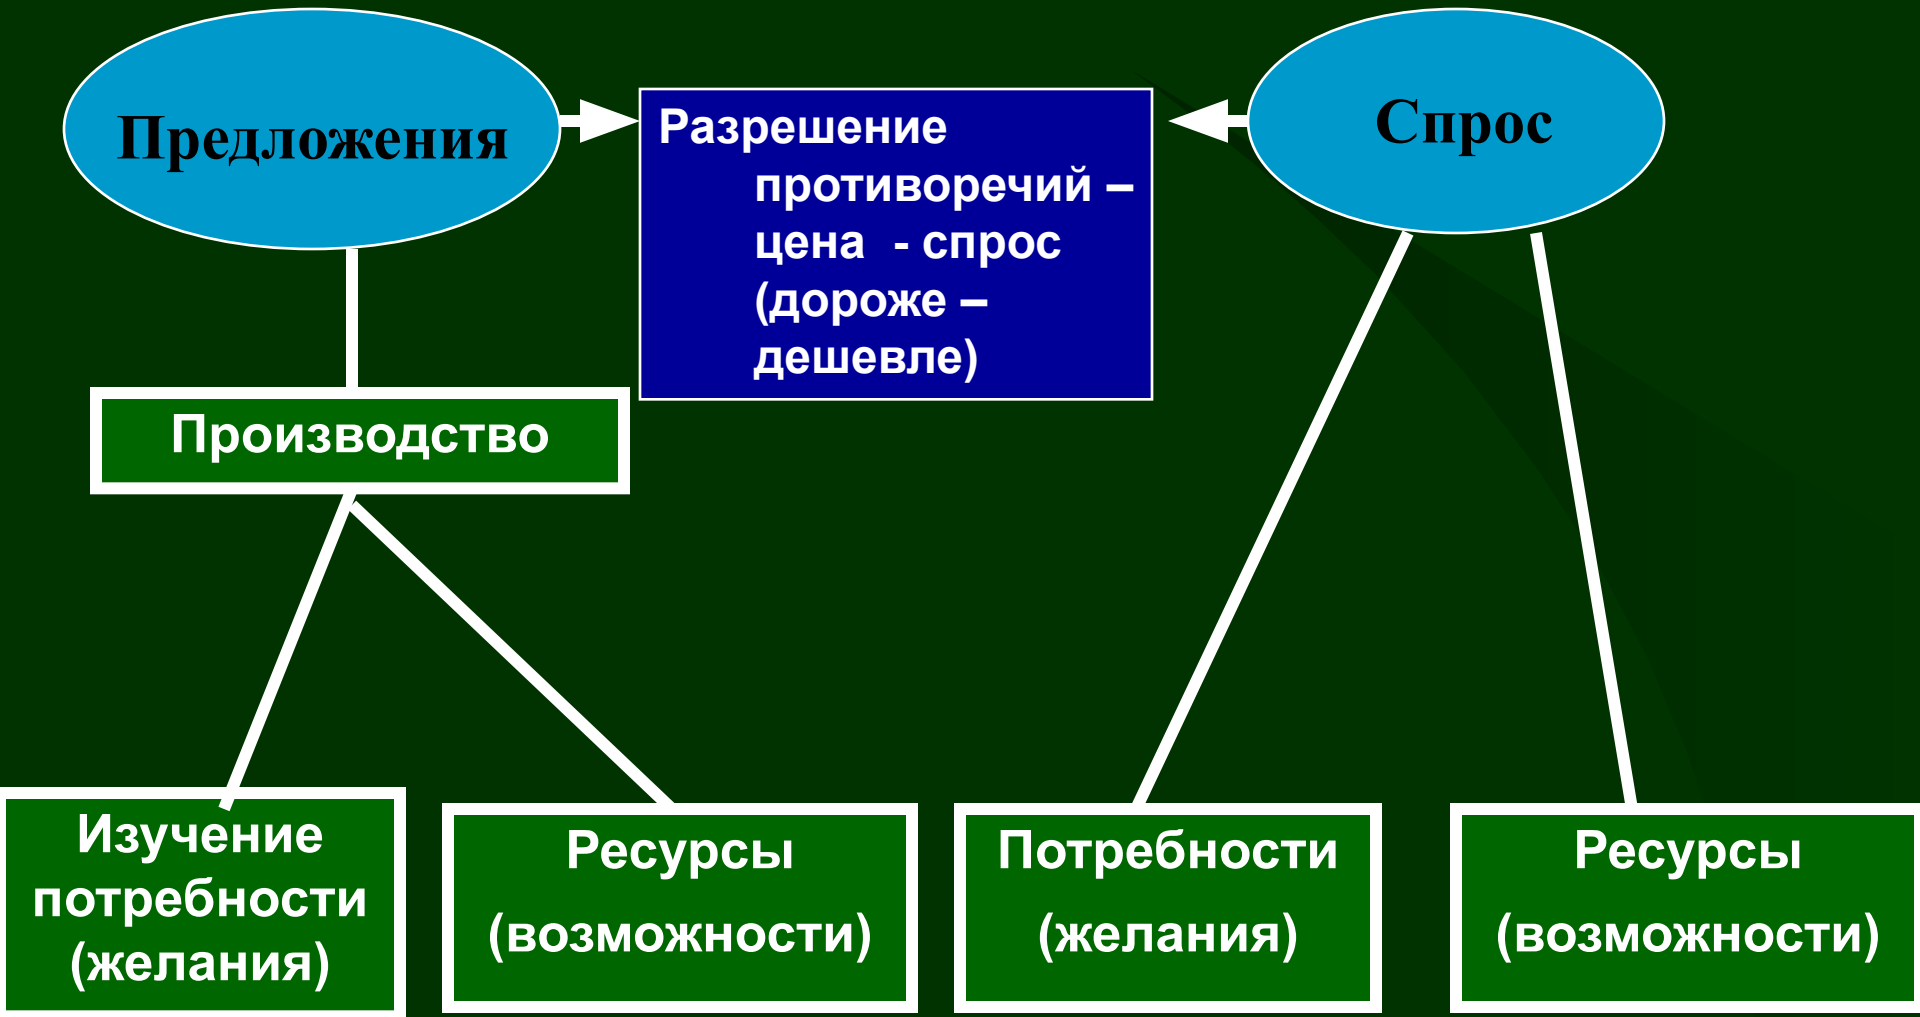 Предложения
Разрешение
противоречий –
цена - спрос
(дороже –
дешевле)
Спрос
Производство
Изучение
потребности
(желания)
Ресурсы
(возможности)
Потребности
(желания)
Ресурсы
(возможности)